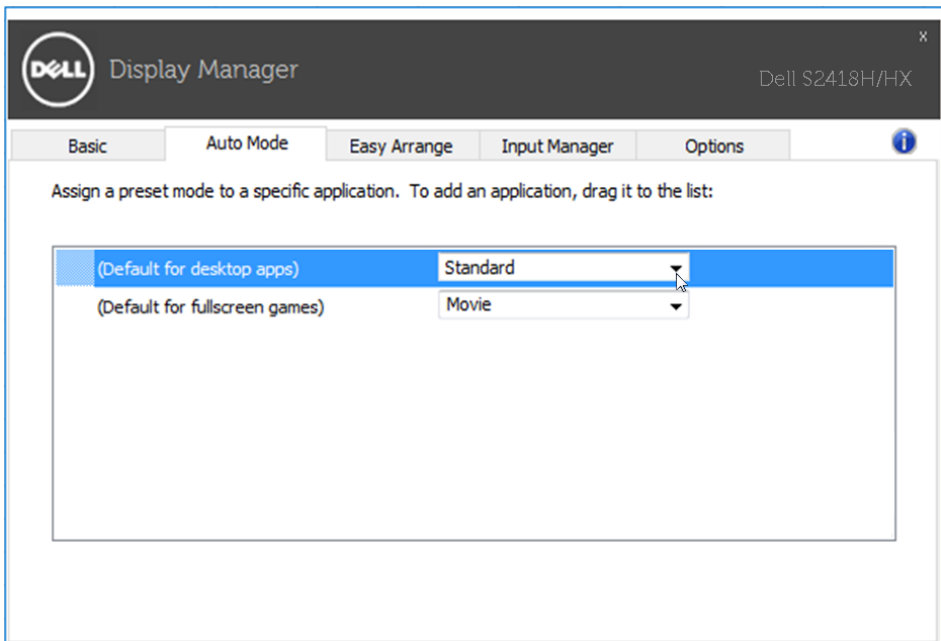 DELL Display Manager
x
Dell S2418H/HX
Basic Auto Mode Easy Arrange Input Manager Options i
Assign a preset mode to a specific application. To add an application, drag it to the list:
(Default for desktop apps) Standard
(Default for fullscreen games) Movie